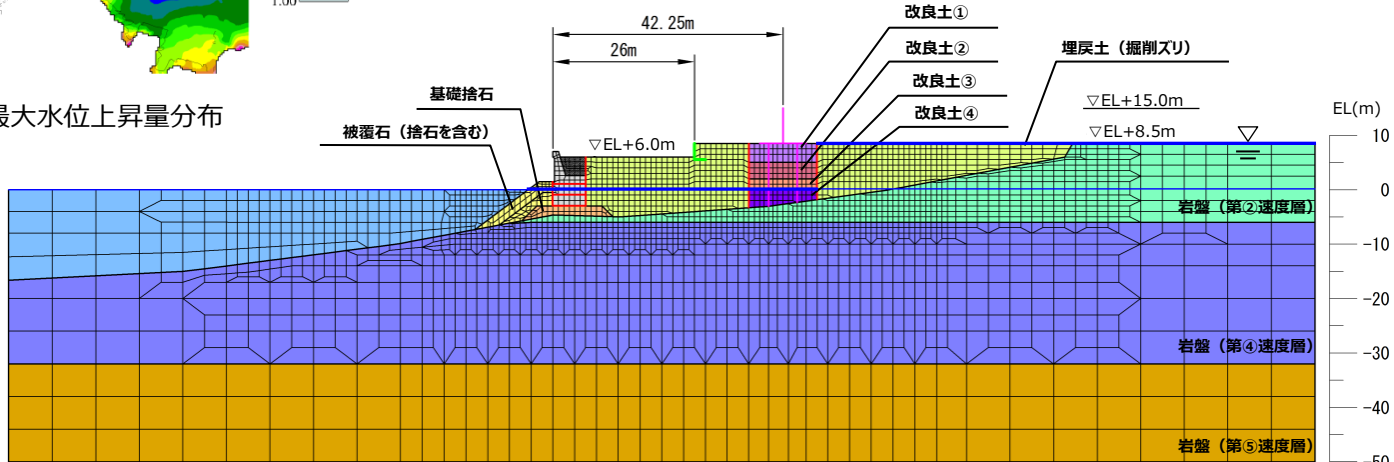 1.00
最大水位上昇量分布
42.25m
26m
改良土①
改良土②
改良土③
改良土④
埋戻土（掘削ズリ）
基礎捨石
被覆石（捨石を含む）
▽EL+6.0m
▽EL+15.0m
▽EL+8.5m
EL(m)
10
0
-10
-20
-30
-40
-50
岩盤（第②速度層）
岩盤（第④速度層）
岩盤（第⑤速度層）